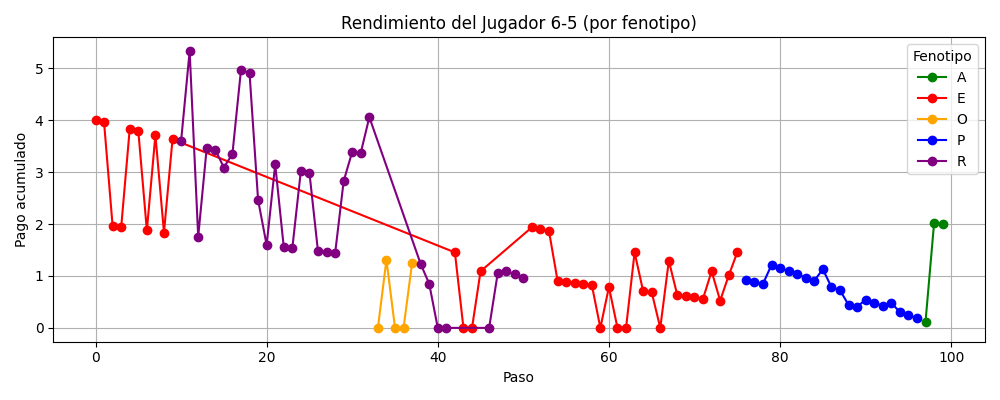 Rendimiento del Jugador 6-5 (por fenotipo)
Pago acumulado
5
4
3
2
1
0
0 20 40 60 80 100
Paso
Fenotipo
A
E
O
P
R